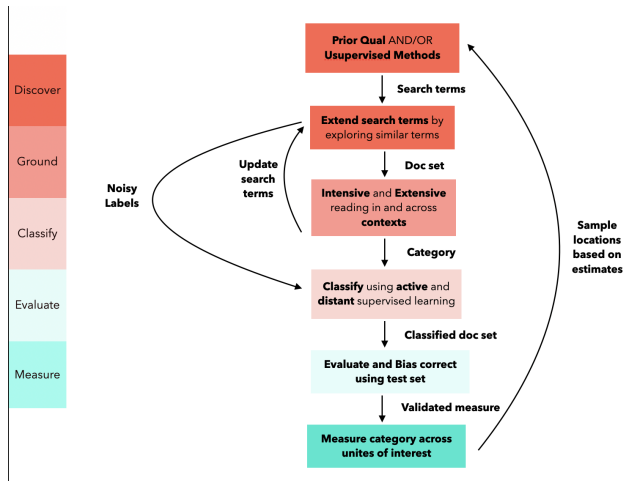 Prior Qual AND/OR
Usupervised Methods
Discover
Search terms
Extend search terms by
exploring similar terms
Ground
Update
search
terms
Doc set
Noisy
Labels
Intensive and Extensive
reading in and across
contexts
Classify
Sample
locations
based on
estimates
Category
Classify using active and
distant supervised learning
Evaluate
Classified doc set
Evaluate and Bias correct
using test set
Measure
Validated measure
Measure category across
unites of interest